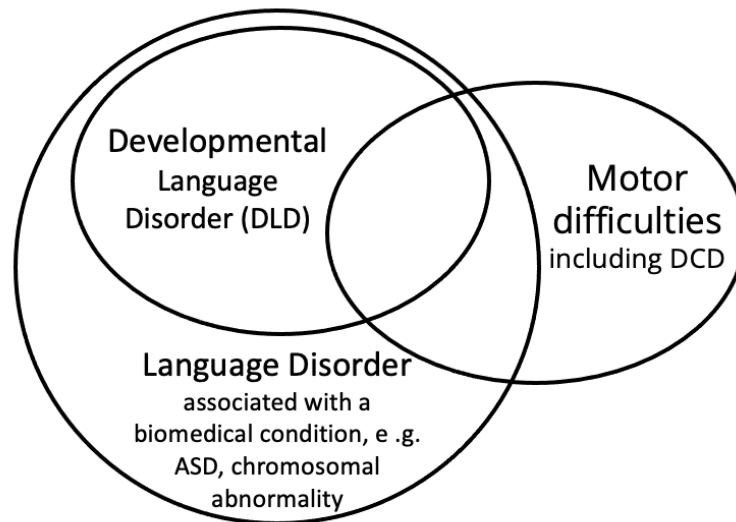 Developmental
Language
Disorder (DLD)
Motor
difficulties
including DCD
Language Disorder
associated with a
biomedical condition, e .g.
ASD, chromosomal
abnormality